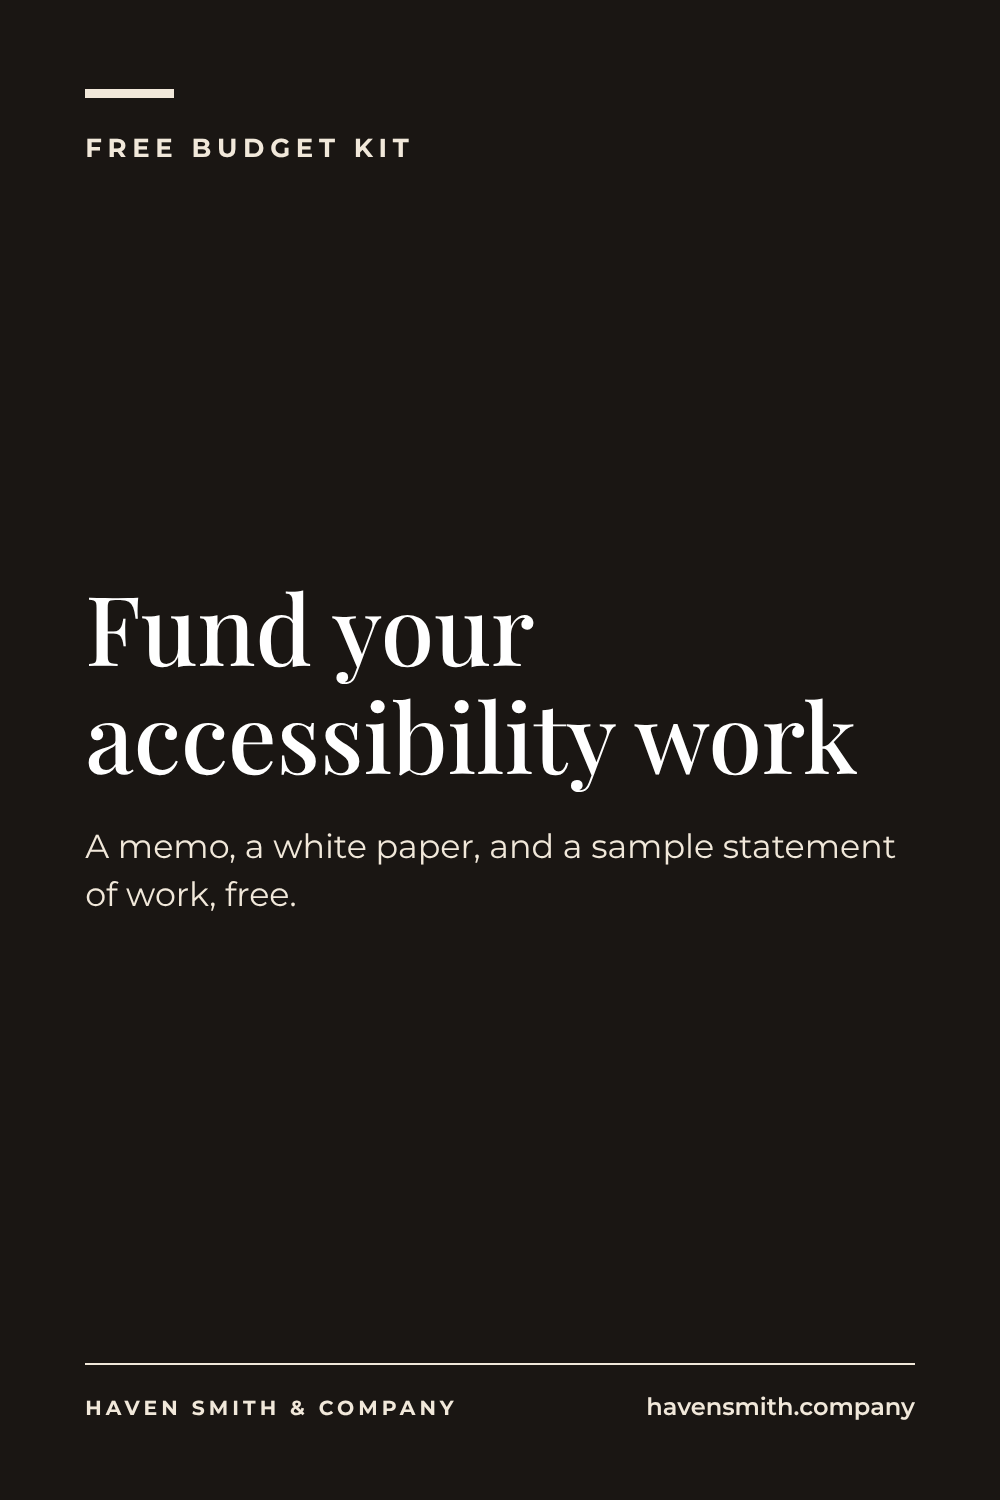 FREE BUDGET KIT
Fund your
accessibility work
A memo, a white paper, and a sample statement
of work, free.
HAVEN SMITH & COMPANY
havensmith.company